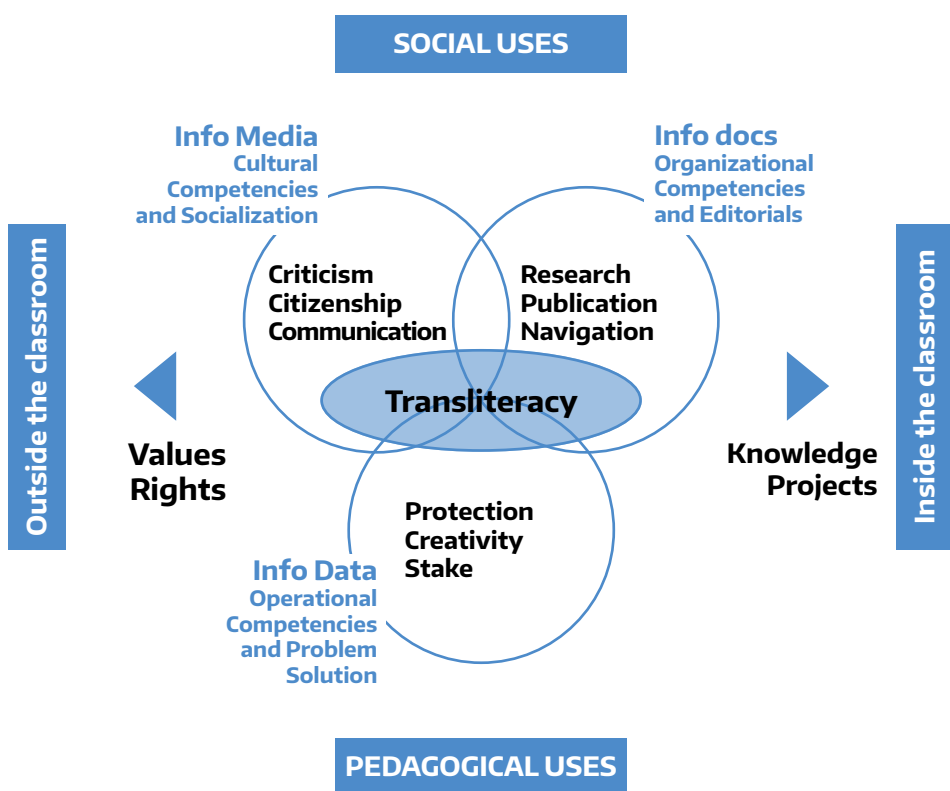 SOCIAL USES
Info Media
Cultural
Competencies
and Socialization
Info docs
Organizational
Competencies
and Editorials
Outside the classroom
Inside the classroom
Criticism
Citizenship
Communication
Research
Publication
Navigation
Transliteracy
Values
Rights
Knowledge
Projects
Protection
Creativity
Stake
Info Data
Operational
Competencies
and Problem
Solution
PEDAGOGICAL USES